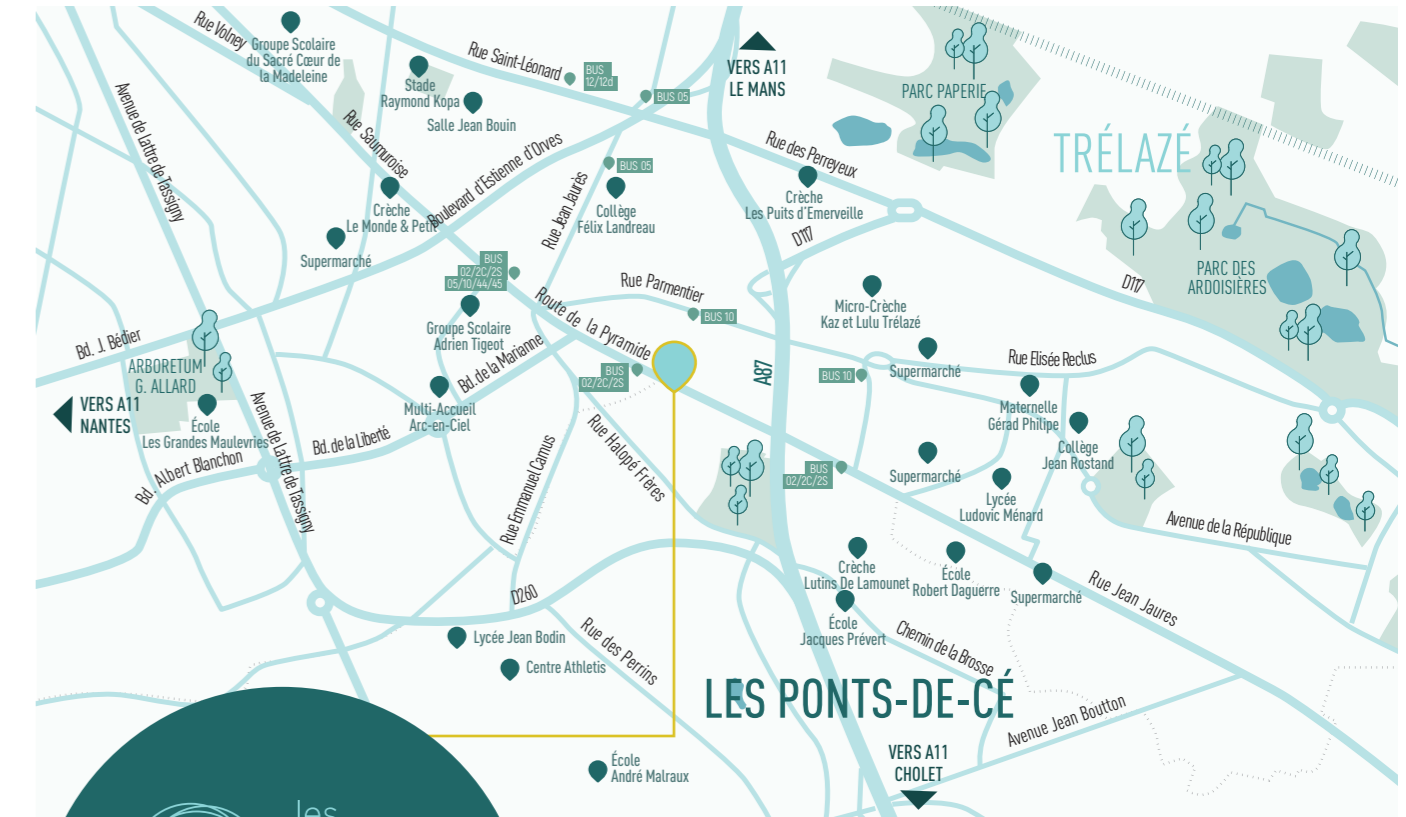 Rue Volney
Groupe Scolaire
du Sacré Cœur de
la Madeleine
Rue Saint-Léonard
BUS
12/12d
BUS 05
VERS A11
LE MANS
PARC PAPERIE
TRÉLAZÉ
Avenue de Lattre de Tassigny
Stade
Raymond Kopa
Salle Jean Bouin
Rue Saumuroise
Boulevard d'Estienne d'Orves
Rue des Perreyeux
BUS 05
Rue Jean Jaurès
Crèche
Le Monde & Petit
Collège
Félix Landreau
Crèche
Les Puits d'Emerveille
D117
Supermarché
BUS
02/2C/2S
05/10/44/45
Route de la Pyramide
Rue Parmentier
BUS 10
Micro-Crèche
Kaz et Lulu Trélazé
D117
PARC DES
ARDOISIÈRES
Bd. J. Bédier
ARBORETUM
G. ALLARD
Groupe Scolaire
Adrien Tigeot
Bd. de la Marianne
BUS
02/2C/2S
A87
BUS 10
Supermarché
Rue Elisée Reclus
VERS A11
NANTES
École
Les Grandes Maulevries
Avenue de Lattre de Tassigny
Multi-Accueil
Arc-en-Ciel
Bd. de la Liberté
Bd. Albert Blanchon
Rue Emmanuel Camus
Rue Halopé Frères
Maternelle
Gérad Philipe
Collège
Jean Rostand
BUS
02/2C/2S
Supermarché
Lycée
Ludovic Ménard
Avenue de la République
Crèche
Lutins De Lamounet
École
Robert Daguerre
Supermarché
Rue Jean Jaures
D260
École
Jacques Prévert
Chemin de la Brosse
Lycée Jean Bodin
Centre Athletis
Rue des Perrins
LES PONTS-DE-CÉ
Avenue Jean Boutton
VERS A11
CHOLET
École
André Malraux
les